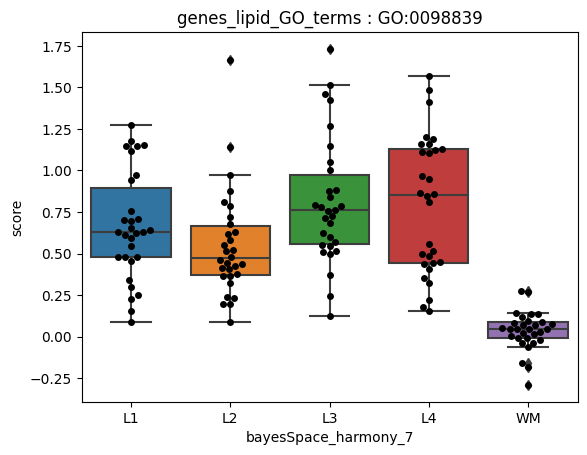 genes_lipid_GO_terms : GO:0098839
1.75
1.50
1.25
1.00
0.75
0.50
0.25
0.00
−0.25
score
L1 L2 L3 L4 WM
bayesSpace_harmony_7